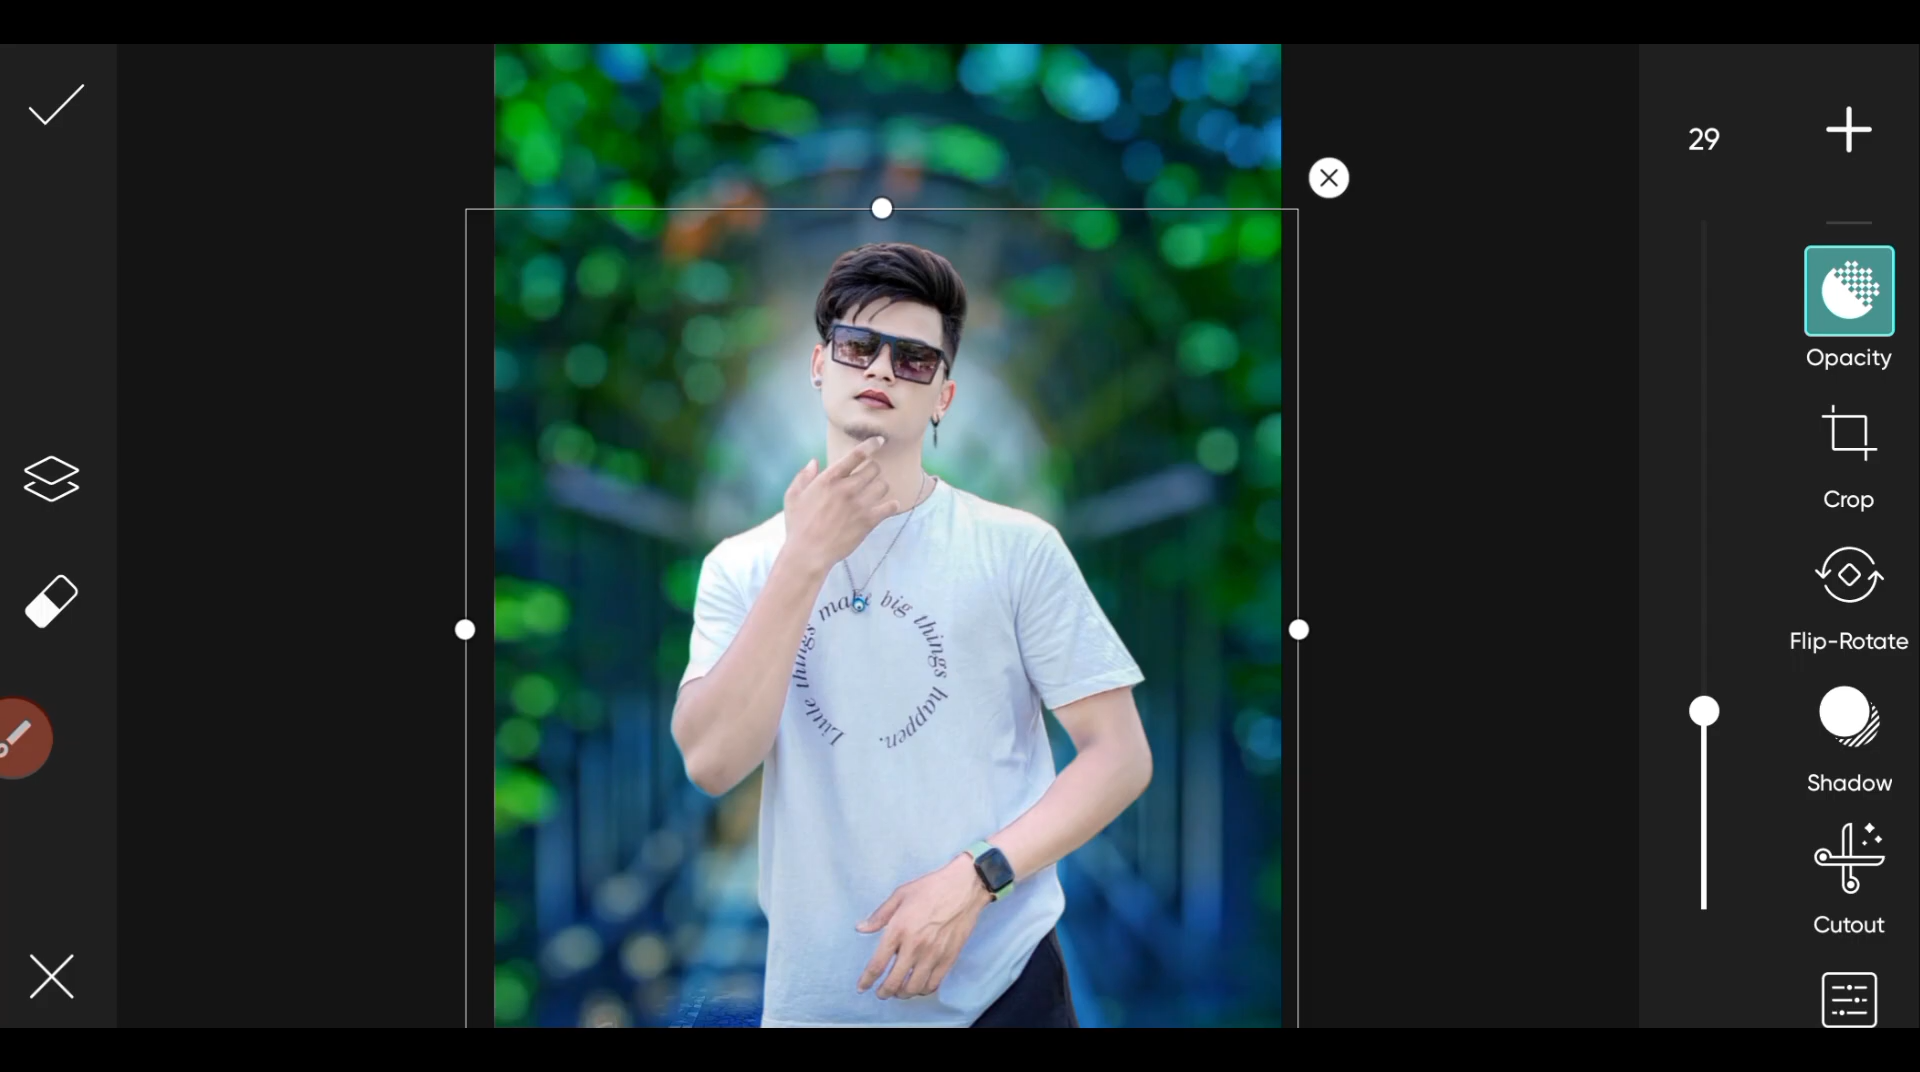 29
Opacity
Crop
Flip-Rotate
Shadow
Cutout
Little things make big things happen.